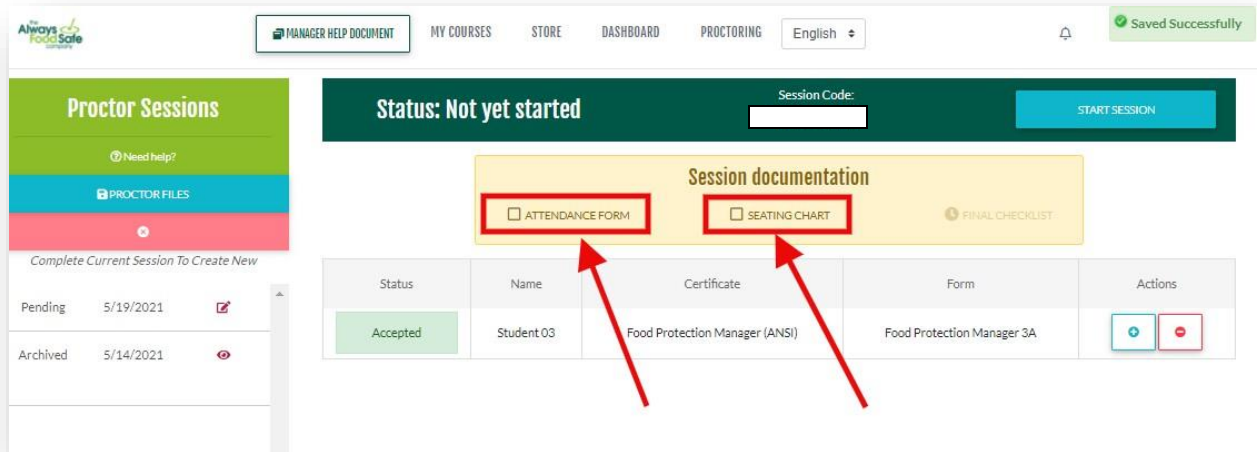 the
Always
Food Safe
company
MANAGER HELP DOCUMENT
MY COURSES
STORE
DASHBOARD
PROCTORING
English
Saved Successfully
Proctor Sessions
Need help?
PROCTOR FILES
Complete Current Session To Create New
Pending 5/19/2021
Archived 5/14/2021
Status: Not yet started
Session Code:
START SESSION
Session documentation
ATTENDANCE FORM
SEATING CHART
FINAL CHECKLIST
Status Name Certificate Form Actions
Accepted Student 03 Food Protection Manager (ANSI) Food Protection Manager 3A